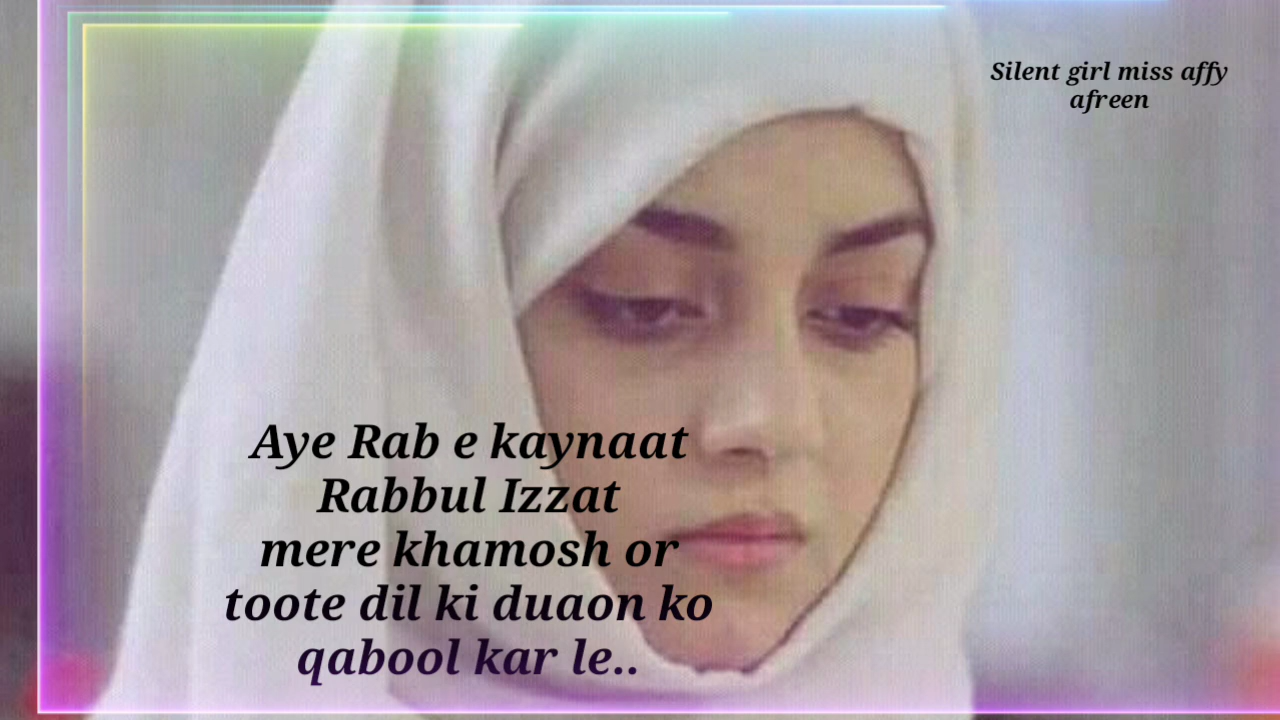 Silent girl miss affy
afreen
Aye Rab e kaynaat
Rabbul Izzat
mere khamosh or
toote dil ki duaon ko
qabool kar le..